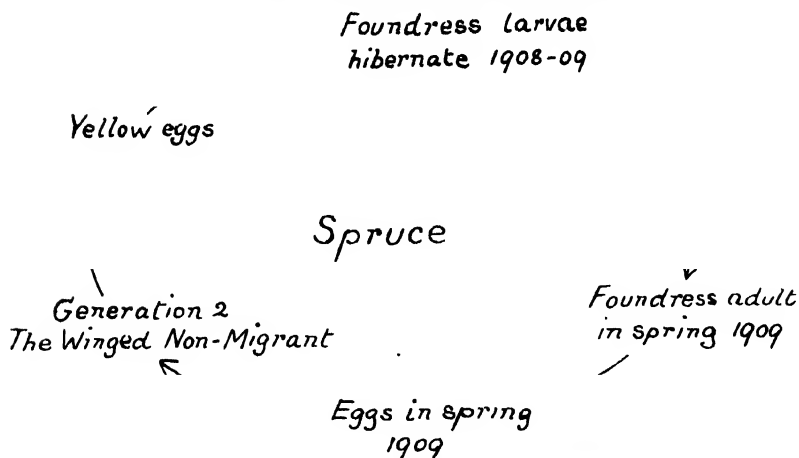 Foundress larvae
hibernate 1908-09
Yellow eggs
Spruce
Generation 2
The Winged Non-Migrant
Foundress adult
in spring 1909
Eggs in spring
1909